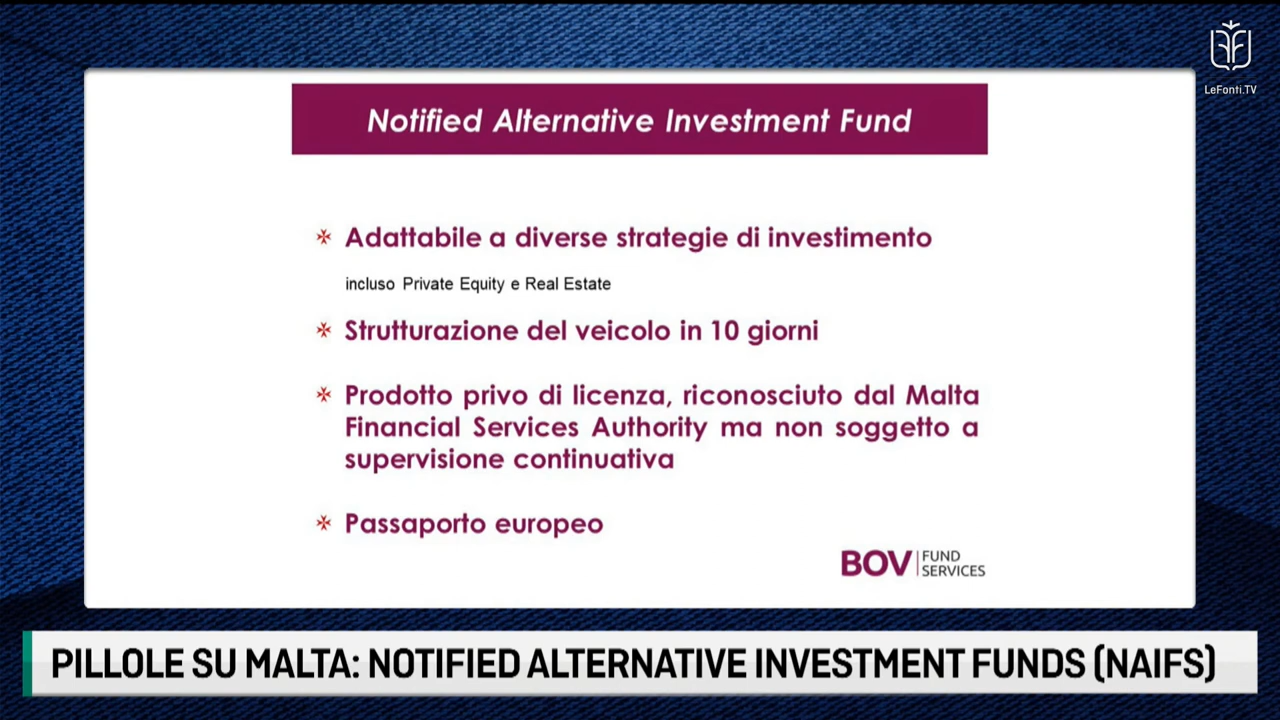 LeFonti.TV
Notified Alternative Investment Fund
Adattabile a diverse strategie di investimento
incluso Private Equity e Real Estate
Strutturazione del veicolo in 10 giorni
Prodotto privo di licenza, riconosciuto dal Malta
Financial Services Authority ma non soggetto a
supervisione continuativa
Passaporto europeo
BOV FUND
SERVICES
PILLOLE SU MALTA: NOTIFIED ALTERNATIVE INVESTMENT FUNDS (NAIFS)